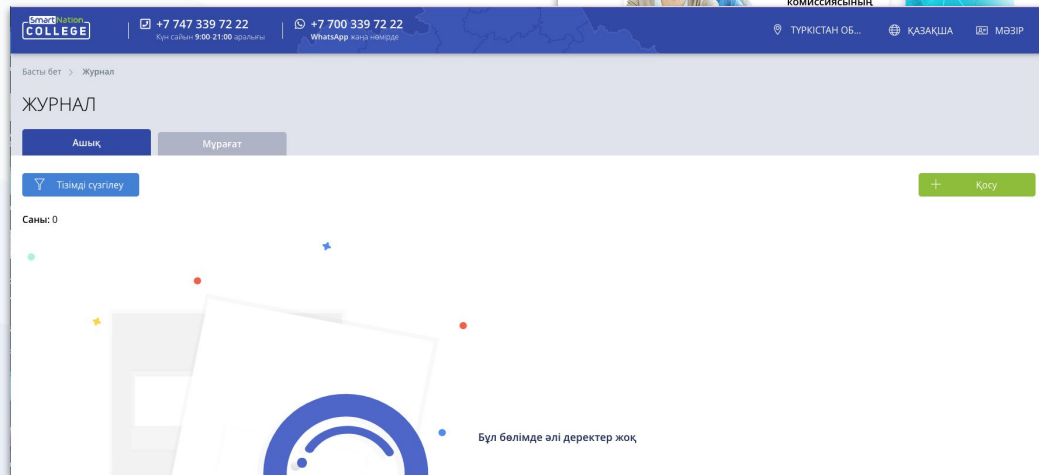 комиссиясының
SmartNation
COLLEGE
+7 747 339 72 22
Күн сайын 9:00-21:00 аралығы
+7 700 339 72 22
WhatsApp жаңа нөмірде
ТҮРКІСТАН ОБ...
ҚАЗАҚША
МӘЗІР
Басты бет > Журнал
ЖУРНАЛ
Ашық
Мұрағат
Тізімді сүзгілеу
Қосу
Саны: 0
Бұл бөлімде әлі деректер жоқ